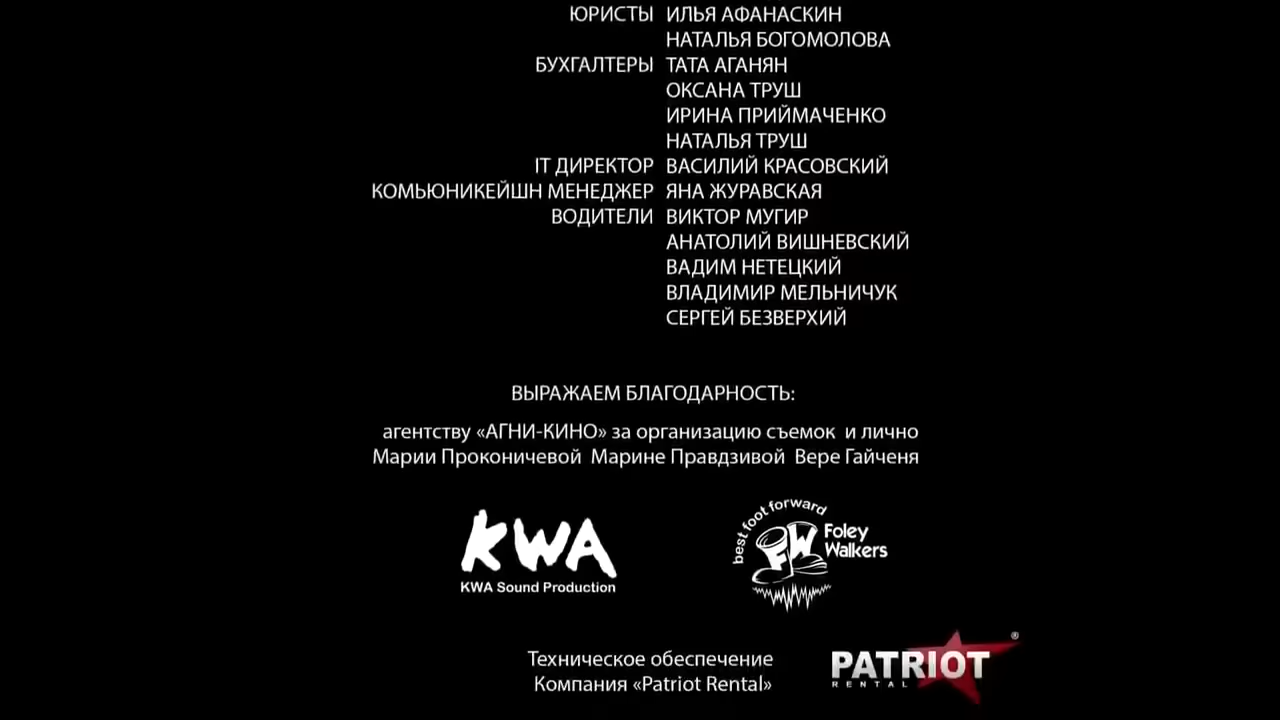 ЮРИСТЫ ИЛЬЯ АФАНАСКИН
НАТАЛЬЯ БОГОМОЛОВА
БУХГАЛТЕРЫ ТАТА АГАНЯН
ОКСАНА ТРУШ
ИРИНА ПРИЙМАЧЕНКО
НАТАЛЬЯ ТРУШ
IT ДИРЕКТОР ВАСИЛИЙ КРАСОВСКИЙ
КОМЬЮНИКЕЙШН МЕНЕДЖЕР ЯНА ЖУРАВСКАЯ
ВОДИТЕЛИ ВИКТОР МУГИР
АНАТОЛИЙ ВИШНЕВСКИЙ
ВАДИМ НЕТЕЦКИЙ
ВЛАДИМИР МЕЛЬНИЧУК
СЕРГЕЙ БЕЗВЕРХИЙ
ВЫРАЖАЕМ БЛАГОДАРНОСТЬ:
агентству «АГНИ-КИНО» за организацию съемок и лично
Марии Проконичевой Марине Правдзивой Вере Гайченя
KWA
KWA Sound Production
best foot forward
FW
Foley
Walkers
Техническое обеспечение
Компания «Patriot Rental»
PATRIOT ®
RENTAL